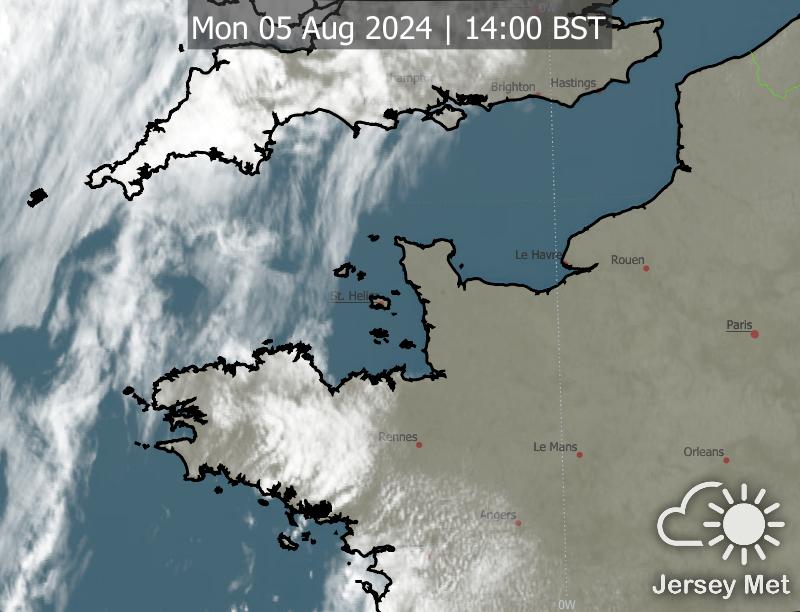 0W
Mon 05 Aug 2024 | 14:00 BST
Brighton
Hastings
Le Havre
Rouen
St. Helier
Paris
Rennes
Le Mans
Orleans
Angers
Jersey Met
0W